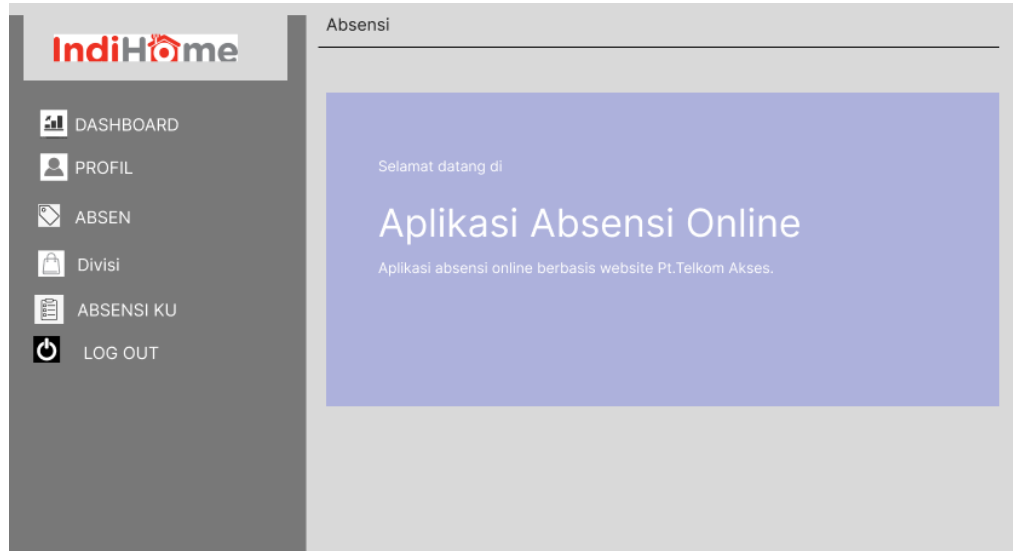 IndiHome
DASHBOARD
PROFIL
ABSEN
Divisi
ABSENSI KU
LOG OUT
Absensi
Selamat datang di
Aplikasi Absensi Online
Aplikasi absensi online berbasis website Pt.Telkom Akses.